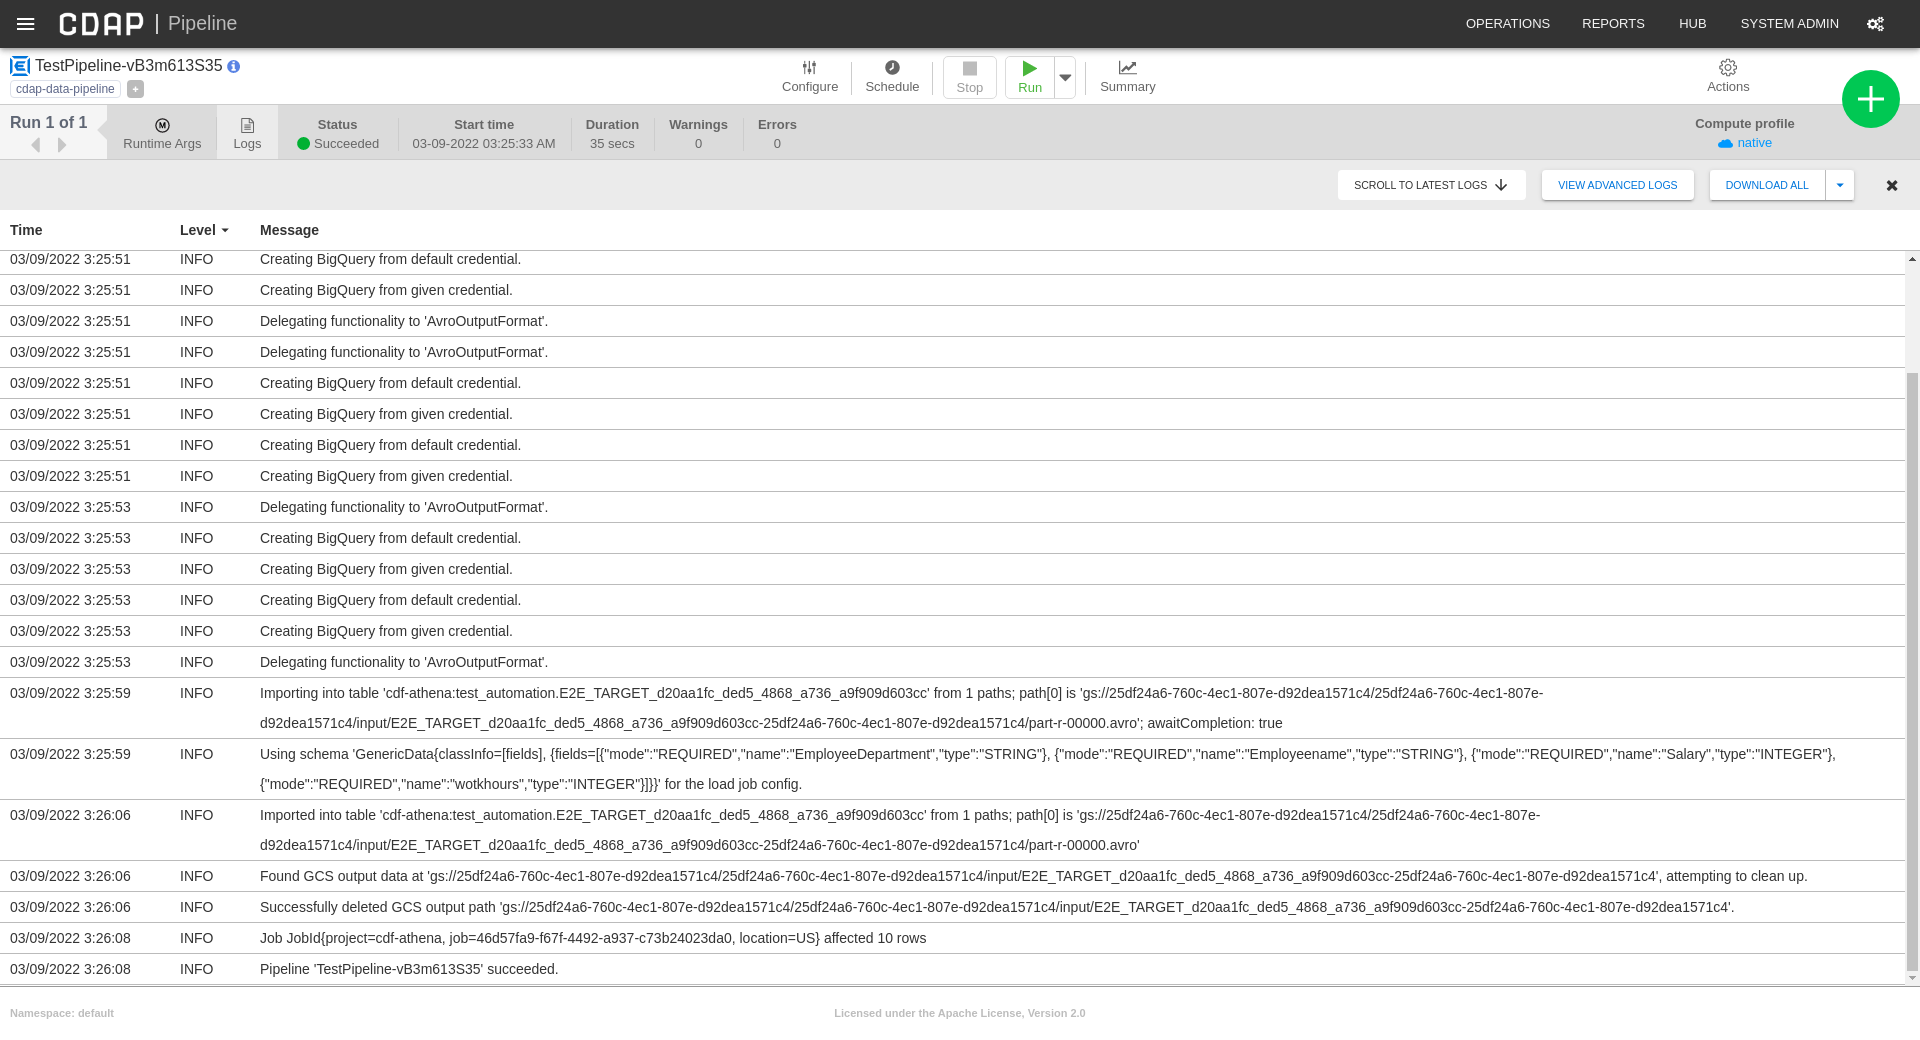 CDAP | Pipeline
OPERATIONS REPORTS HUB SYSTEM ADMIN
TestPipeline-vB3m613S35
cdap-data-pipeline +
Configure Schedule Stop Run Summary Actions
Run 1 of 1
Runtime Args
Logs
Status Start time Duration Warnings Errors Compute profile
Succeeded 03-09-2022 03:25:33 AM 35 secs 0 0 native
SCROLL TO LATEST LOGS VIEW ADVANCED LOGS DOWNLOAD ALL
Time Level Message
03/09/2022 3:25:51 INFO Creating BigQuery from default credential.
03/09/2022 3:25:51 INFO Creating BigQuery from given credential.
03/09/2022 3:25:51 INFO Delegating functionality to 'AvroOutputFormat'.
03/09/2022 3:25:51 INFO Delegating functionality to 'AvroOutputFormat'.
03/09/2022 3:25:51 INFO Creating BigQuery from default credential.
03/09/2022 3:25:51 INFO Creating BigQuery from given credential.
03/09/2022 3:25:51 INFO Creating BigQuery from default credential.
03/09/2022 3:25:51 INFO Creating BigQuery from given credential.
03/09/2022 3:25:53 INFO Delegating functionality to 'AvroOutputFormat'.
03/09/2022 3:25:53 INFO Creating BigQuery from default credential.
03/09/2022 3:25:53 INFO Creating BigQuery from given credential.
03/09/2022 3:25:53 INFO Creating BigQuery from default credential.
03/09/2022 3:25:53 INFO Creating BigQuery from given credential.
03/09/2022 3:25:53 INFO Delegating functionality to 'AvroOutputFormat'.
03/09/2022 3:25:59 INFO Importing into table 'cdf-athena:test_automation.E2E_TARGET_d20aa1fc_ded5_4868_a736_a9f909d603cc' from 1 paths; path[0] is 'gs://25df24a6-760c-4ec1-807e-d92dea1571c4/25df24a6-760c-4ec1-807e-
d92dea1571c4/input/E2E_TARGET_d20aa1fc_ded5_4868_a736_a9f909d603cc-25df24a6-760c-4ec1-807e-d92dea1571c4/part-r-00000.avro'; awaitCompletion: true
03/09/2022 3:25:59 INFO Using schema 'GenericData{classInfo=[fields], {fields=[{"mode":"REQUIRED","name":"EmployeeDepartment","type":"STRING"}, {"mode":"REQUIRED","name":"Employeename","type":"STRING"}, {"mode":"REQUIRED","name":"Salary","type":"INTEGER"},
{"mode":"REQUIRED","name":"wotkhours","type":"INTEGER"}]}}' for the load job config.
03/09/2022 3:26:06 INFO Imported into table 'cdf-athena:test_automation.E2E_TARGET_d20aa1fc_ded5_4868_a736_a9f909d603cc' from 1 paths; path[0] is 'gs://25df24a6-760c-4ec1-807e-d92dea1571c4/25df24a6-760c-4ec1-807e-
d92dea1571c4/input/E2E_TARGET_d20aa1fc_ded5_4868_a736_a9f909d603cc-25df24a6-760c-4ec1-807e-d92dea1571c4/part-r-00000.avro'
03/09/2022 3:26:06 INFO Found GCS output data at 'gs://25df24a6-760c-4ec1-807e-d92dea1571c4/25df24a6-760c-4ec1-807e-d92dea1571c4/input/E2E_TARGET_d20aa1fc_ded5_4868_a736_a9f909d603cc-25df24a6-760c-4ec1-807e-d92dea1571c4', attempting to clean up.
03/09/2022 3:26:06 INFO Successfully deleted GCS output path 'gs://25df24a6-760c-4ec1-807e-d92dea1571c4/25df24a6-760c-4ec1-807e-d92dea1571c4/input/E2E_TARGET_d20aa1fc_ded5_4868_a736_a9f909d603cc-25df24a6-760c-4ec1-807e-d92dea1571c4'.
03/09/2022 3:26:08 INFO Job JobId{project=cdf-athena, job=46d57fa9-f67f-4492-a937-c73b24023da0, location=US} affected 10 rows
03/09/2022 3:26:08 INFO Pipeline 'TestPipeline-vB3m613S35' succeeded.
Namespace: default Licensed under the Apache License, Version 2.0